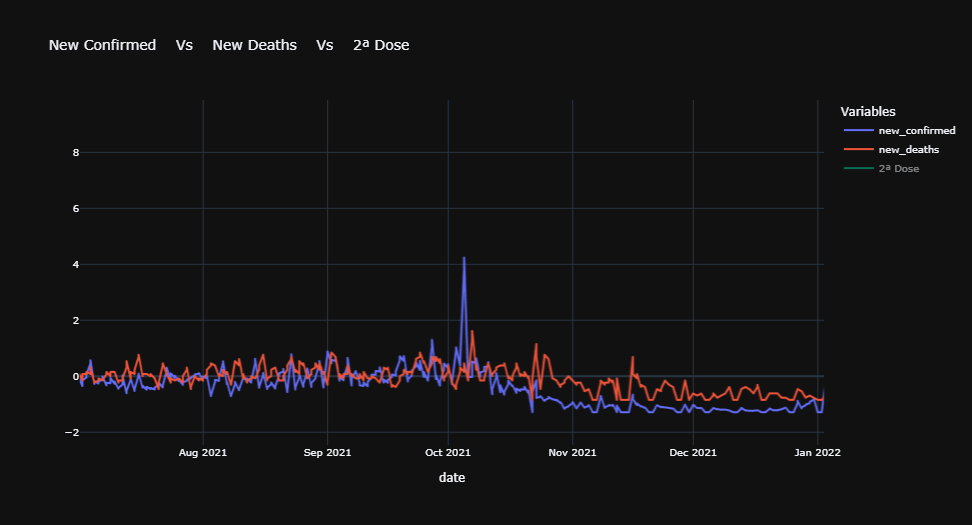 New Confirmed Vs New Deaths Vs 2ª Dose
Variables
new_confirmed
new_deaths
2ª Dose
8
6
4
2
0
−2
Aug 2021 Sep 2021 Oct 2021 Nov 2021 Dec 2021 Jan 2022
date